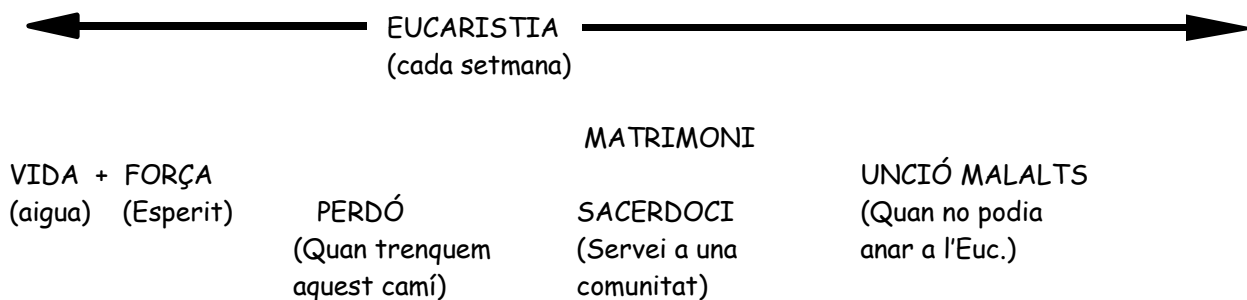 EUCARISTIA
(cada setmana)
MATRIMONI
VIDA + FORÇA
(aigua) (Esperit)
PERDÓ
(Quan trenquem
aquest camí)
SACERDOCI
(Servei a una
comunitat)
UNCIÓ MALALTS
(Quan no podia
anar a l'Euc.)